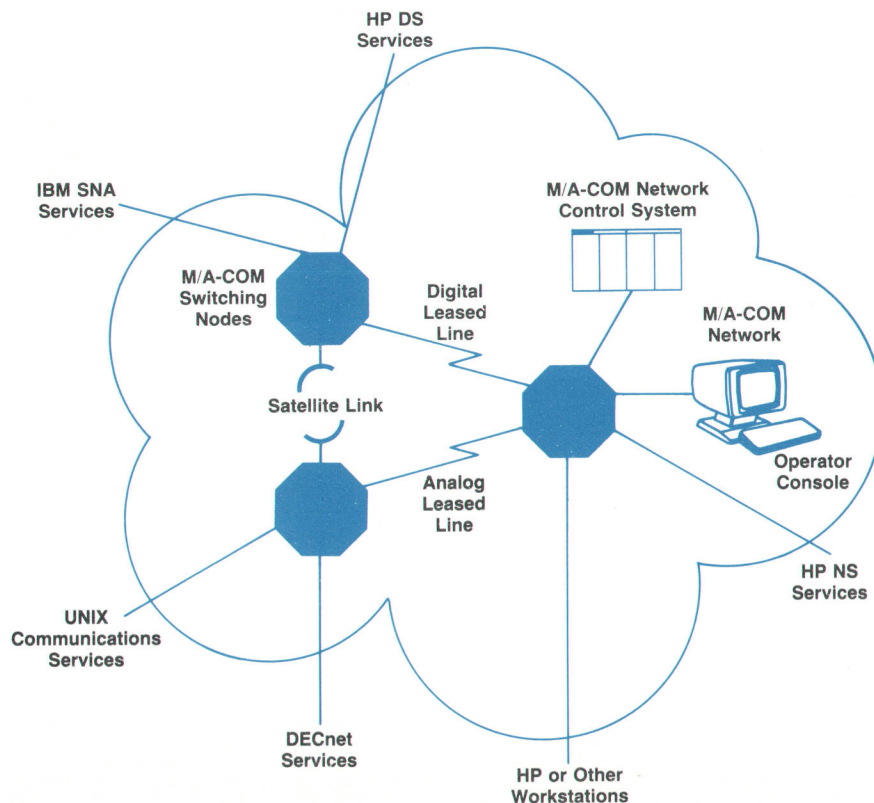 HP DS
Services
IBM SNA
Services
M/A-COM Network
Control System
M/A-COM
Switching
Nodes
Digital
Leased
Line
M/A-COM
Network
Satellite Link
Operator
Console
Analog
Leased
Line
HP NS
Services
UNIX
Communications
Services
DECnet
Services
HP or Other
Workstations